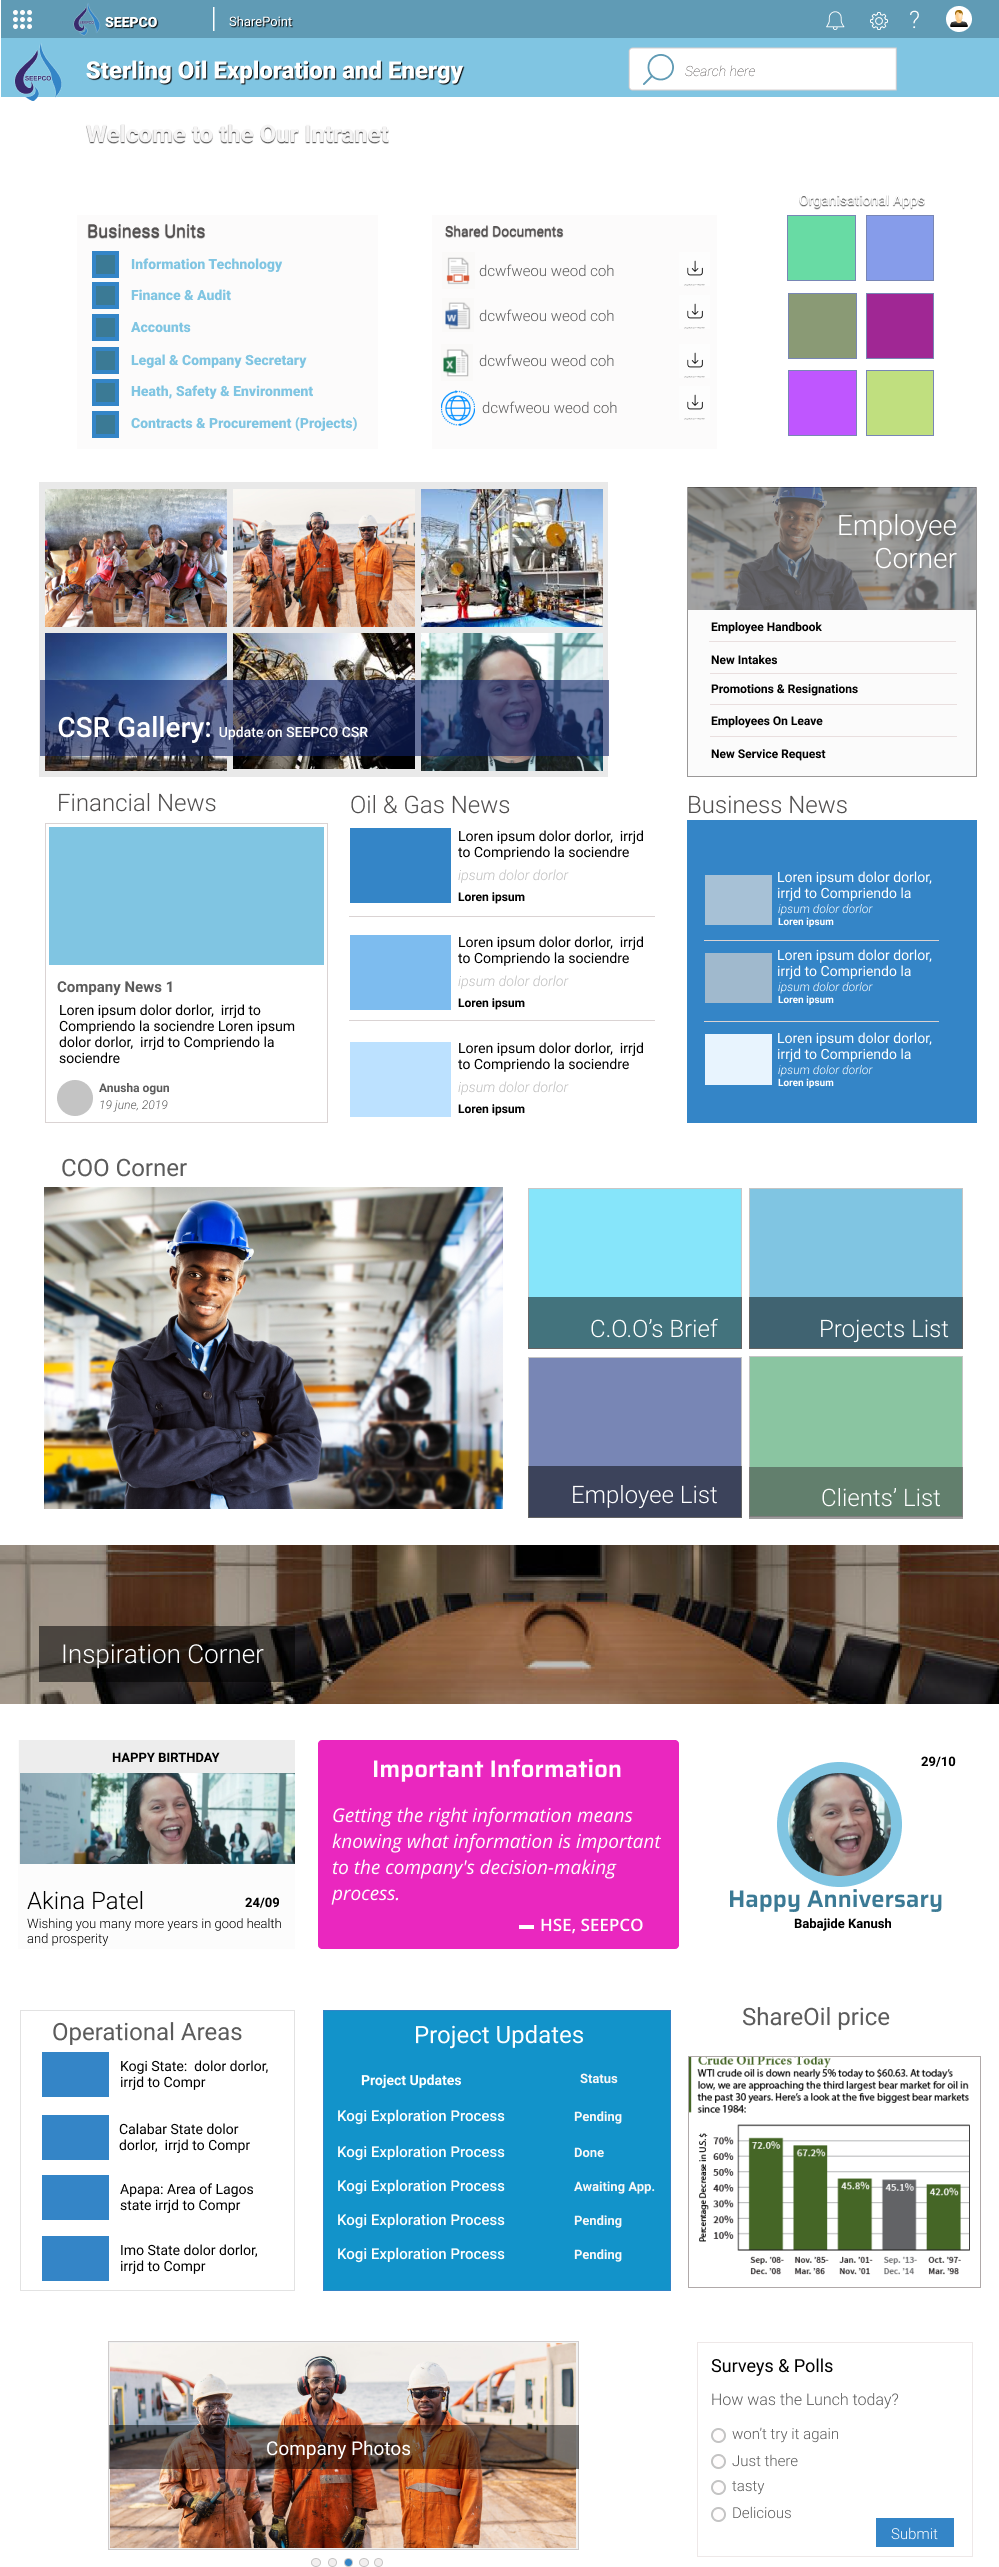 SEEPCO
SharePoint
SEEPCO
Sterling Oil Exploration and Energy
Search here
Welcome to the Our Intranet
Organisational Apps
Business Units
Information Technology
Finance & Audit
Accounts
Legal & Company Secretary
Heath, Safety & Environment
Contracts & Procurement (Projects)
Shared Documents
dcwfweou weod coh
dcwfweou weod coh
dcwfweou weod coh
dcwfweou weod coh
CSR Gallery: Update on SEEPCO CSR
Employee
Corner
Employee Handbook
New Intakes
Promotions & Resignations
Employees On Leave
New Service Request
Financial News
Company News 1
Loren ipsum dolor dorlor, irrjd to
Compriendo la sociendre Loren ipsum
dolor dorlor, irrjd to Compriendo la
sociendre
Anusha ogun
19 june, 2019
Oil & Gas News
Loren ipsum dolor dorlor, irrjd
to Compriendo la sociendre
ipsum dolor dorlor
Loren ipsum
Loren ipsum dolor dorlor, irrjd
to Compriendo la sociendre
ipsum dolor dorlor
Loren ipsum
Loren ipsum dolor dorlor, irrjd
to Compriendo la sociendre
ipsum dolor dorlor
Loren ipsum
Business News
Loren ipsum dolor dorlor,
irrjd to Compriendo la
ipsum dolor dorlor
Loren ipsum
Loren ipsum dolor dorlor,
irrjd to Compriendo la
ipsum dolor dorlor
Loren ipsum
Loren ipsum dolor dorlor,
irrjd to Compriendo la
ipsum dolor dorlor
Loren ipsum
COO Corner
C.O.O's Brief
Projects List
Employee List
Clients' List
Inspiration Corner
HAPPY BIRTHDAY
Akina Patel
24/09
Wishing you many more years in good health
and prosperity
Important Information
Getting the right information means
knowing what information is important
to the company's decision-making
process.
— HSE, SEEPCO
29/10
Happy Anniversary
Babajide Kanush
Operational Areas
Kogi State: dolor dorlor,
irrjd to Compr
Calabar State dolor
dorlor, irrjd to Compr
Apapa: Area of Lagos
state irrjd to Compr
Imo State dolor dorlor,
irrjd to Compr
Project Updates
Project Updates Status
Kogi Exploration Process Pending
Kogi Exploration Process Done
Kogi Exploration Process Awaiting App.
Kogi Exploration Process Pending
Kogi Exploration Process Pending
ShareOil price
Crude Oil Prices Today
WTI crude oil is down nearly 5% today to $60.63. At today's
low, we are approaching the third largest bear market for oil in
the past 30 years. Here's a look at the five biggest bear markets
since 1984:
Percentage Decrease in U.S. $
70%
60%
50%
40%
30%
20%
10%
72.0%
67.2%
45.8%
45.1%
42.0%
Sep. '08- Nov. '85- Jan. '01- Sep. '13- Oct. '97-
Dec. '08 Mar. '86 Nov. '01 Dec. '14 Mar. '98
Company Photos
Surveys & Polls
How was the Lunch today?
won't try it again
Just there
tasty
Delicious
Submit